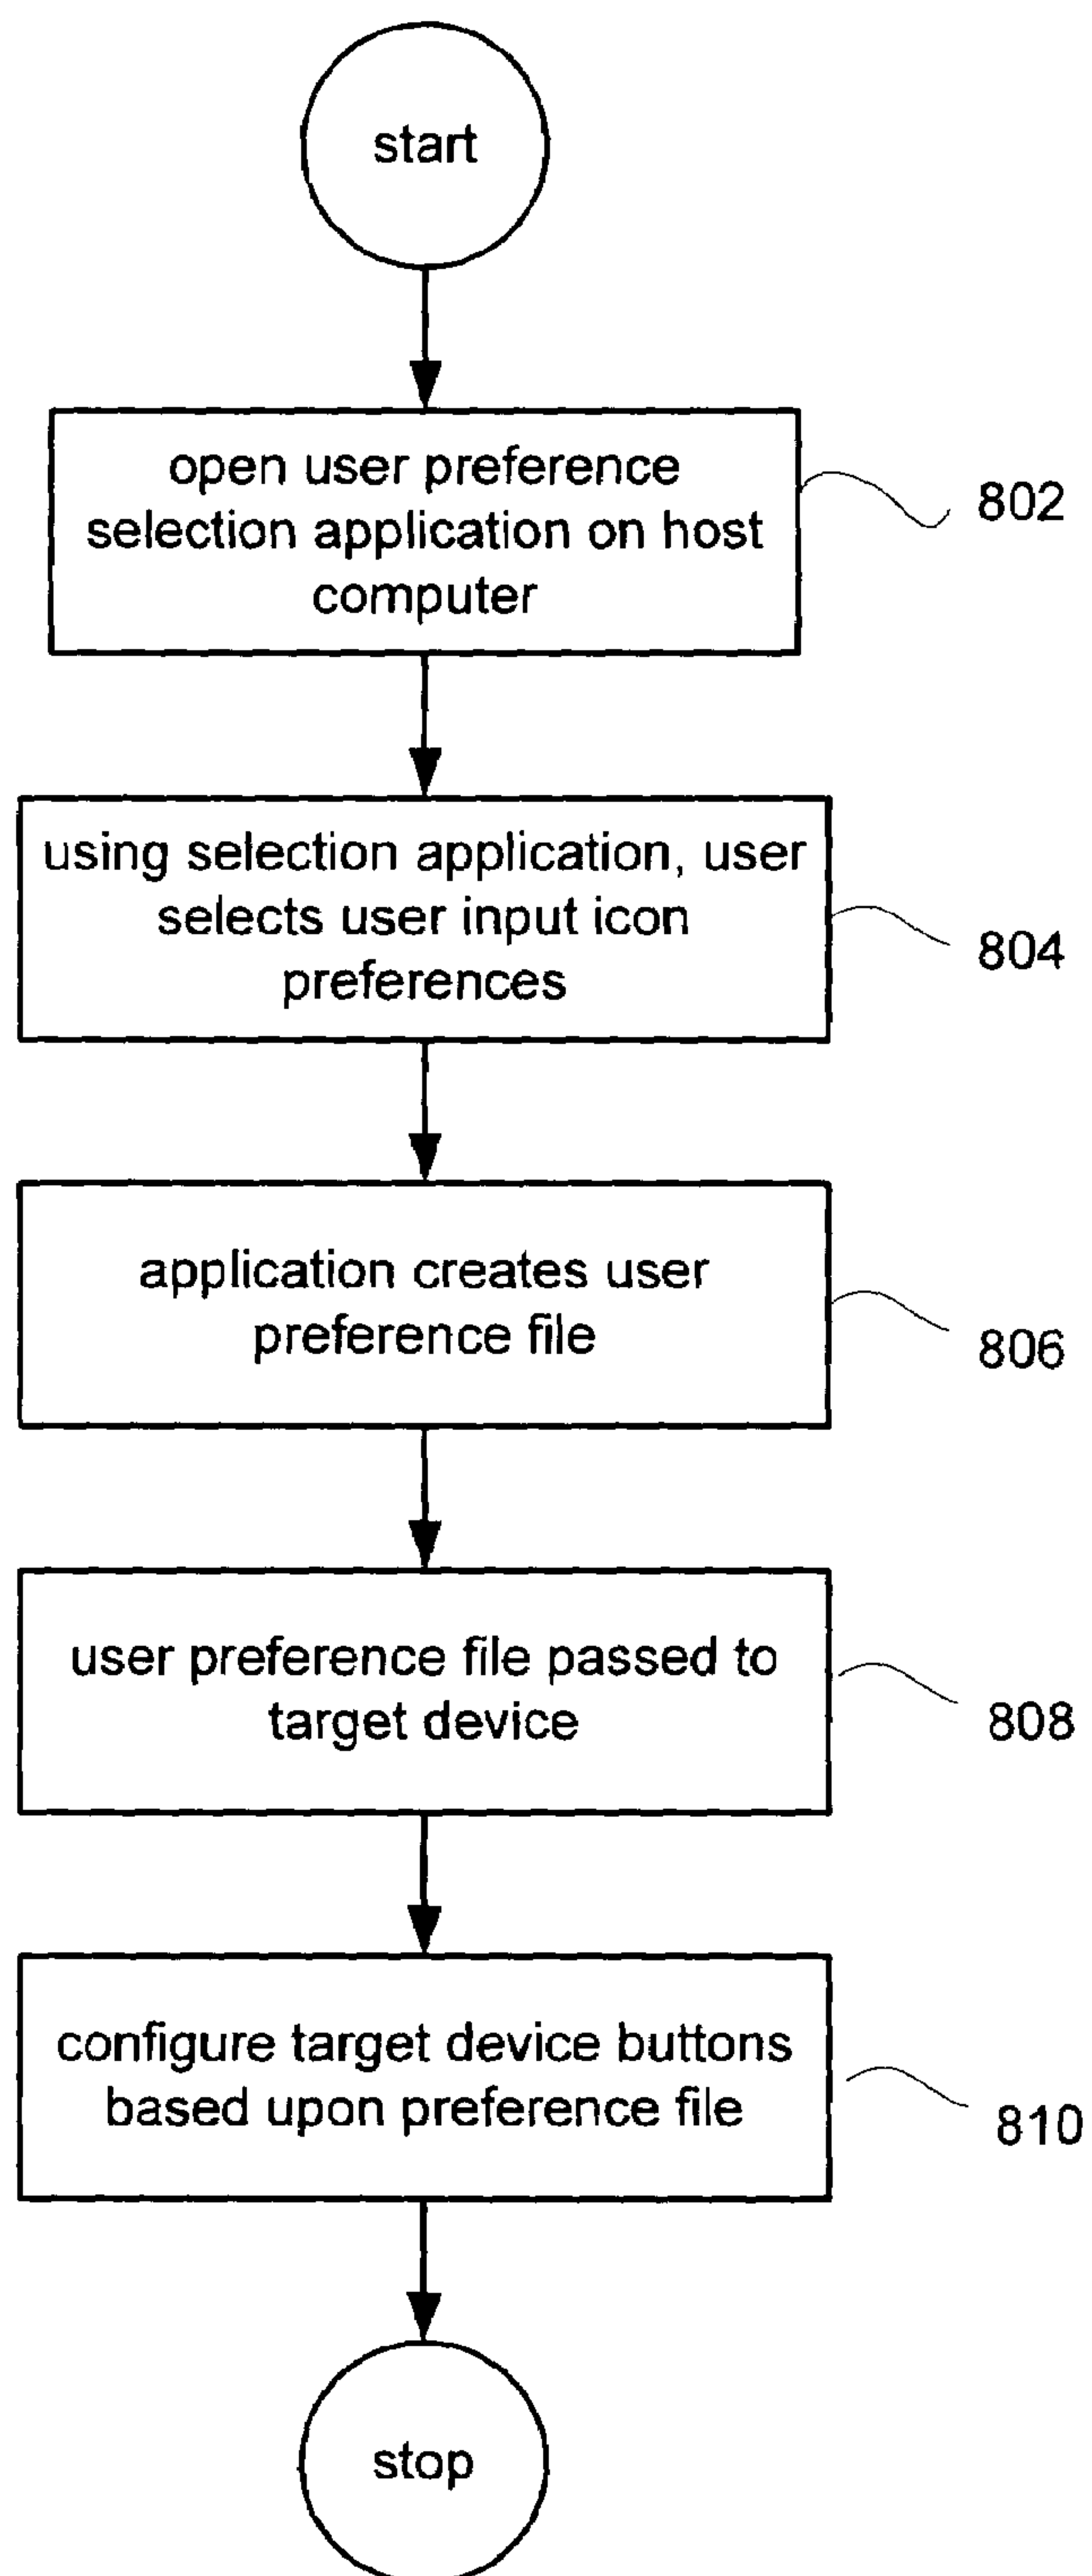 start
open user preference
selection application on host
computer
802
using selection application, user
selects user input icon
preferences
804
application creates user
preference file
806
user preference file passed to
target device
808
configure target device buttons
based upon preference file
810
stop